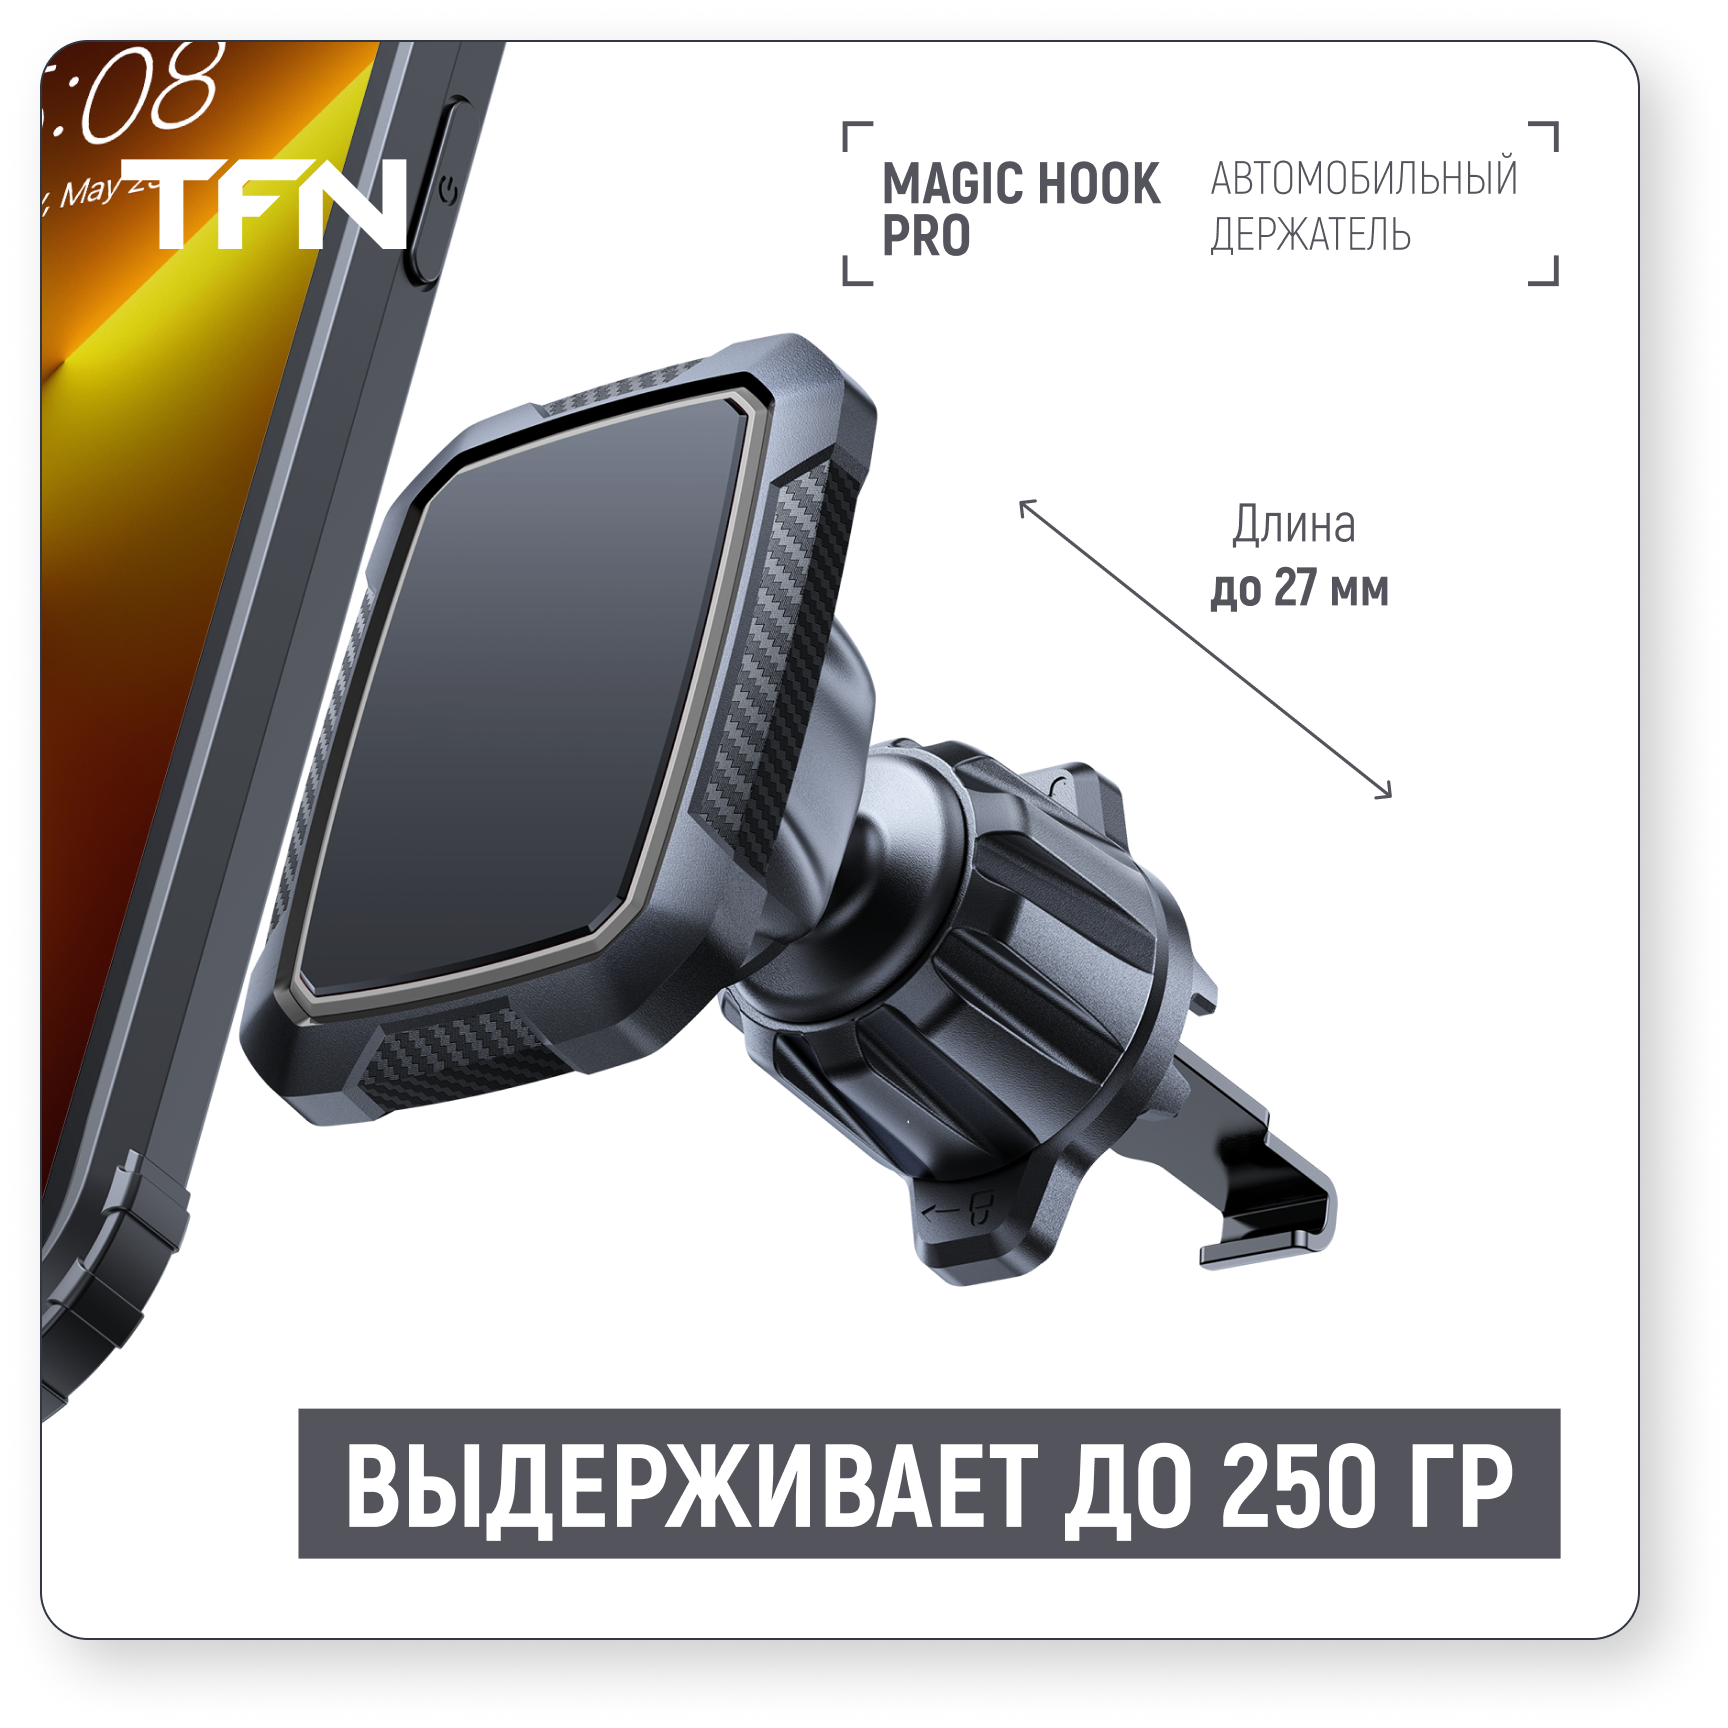 :08
May
TFN
MAGIC HOOK
PRO
АВТОМОБИЛЬНЫЙ
ДЕРЖАТЕЛЬ
Длина
до 27 мм
ВЫДЕРЖИВАЕТ ДО 250 ГР